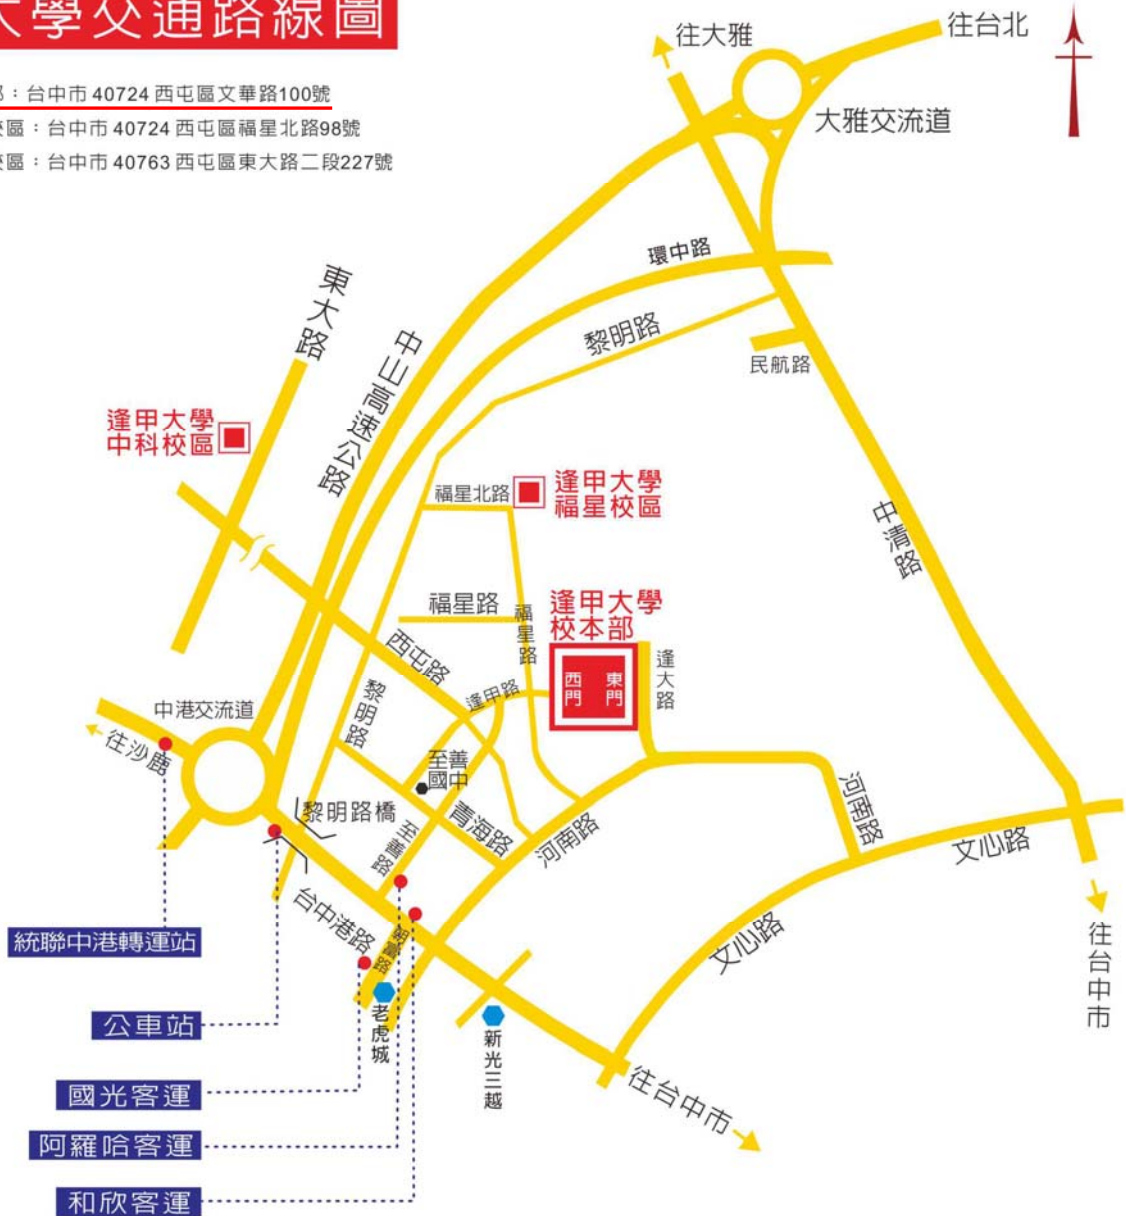 大學交通路線圖
：台中市 40724 西屯區文華路100號
區：台中市 40724 西屯區福星北路98號
區：台中市 40763 西屯區東大路二段227號
往大雅
往台北
大雅交流道
環中路
東大路
中山高速公路
黎明路
民航路
逢甲大學
中科校區
福星北路
逢甲大學
福星校區
中清路
福星路
福星路
逢甲大學
校本部
西門
東門
逢大路
西屯路
逢甲路
黎明路
中港交流道
往沙鹿
至善
國中
黎明路橋
青海路
至善路
河南路
河南路
文心路
台中港路
朝富路
文心路
往台中市
統聯中港轉運站
公車站
老虎城
新光三越
國光客運
往台中市
阿羅哈客運
和欣客運